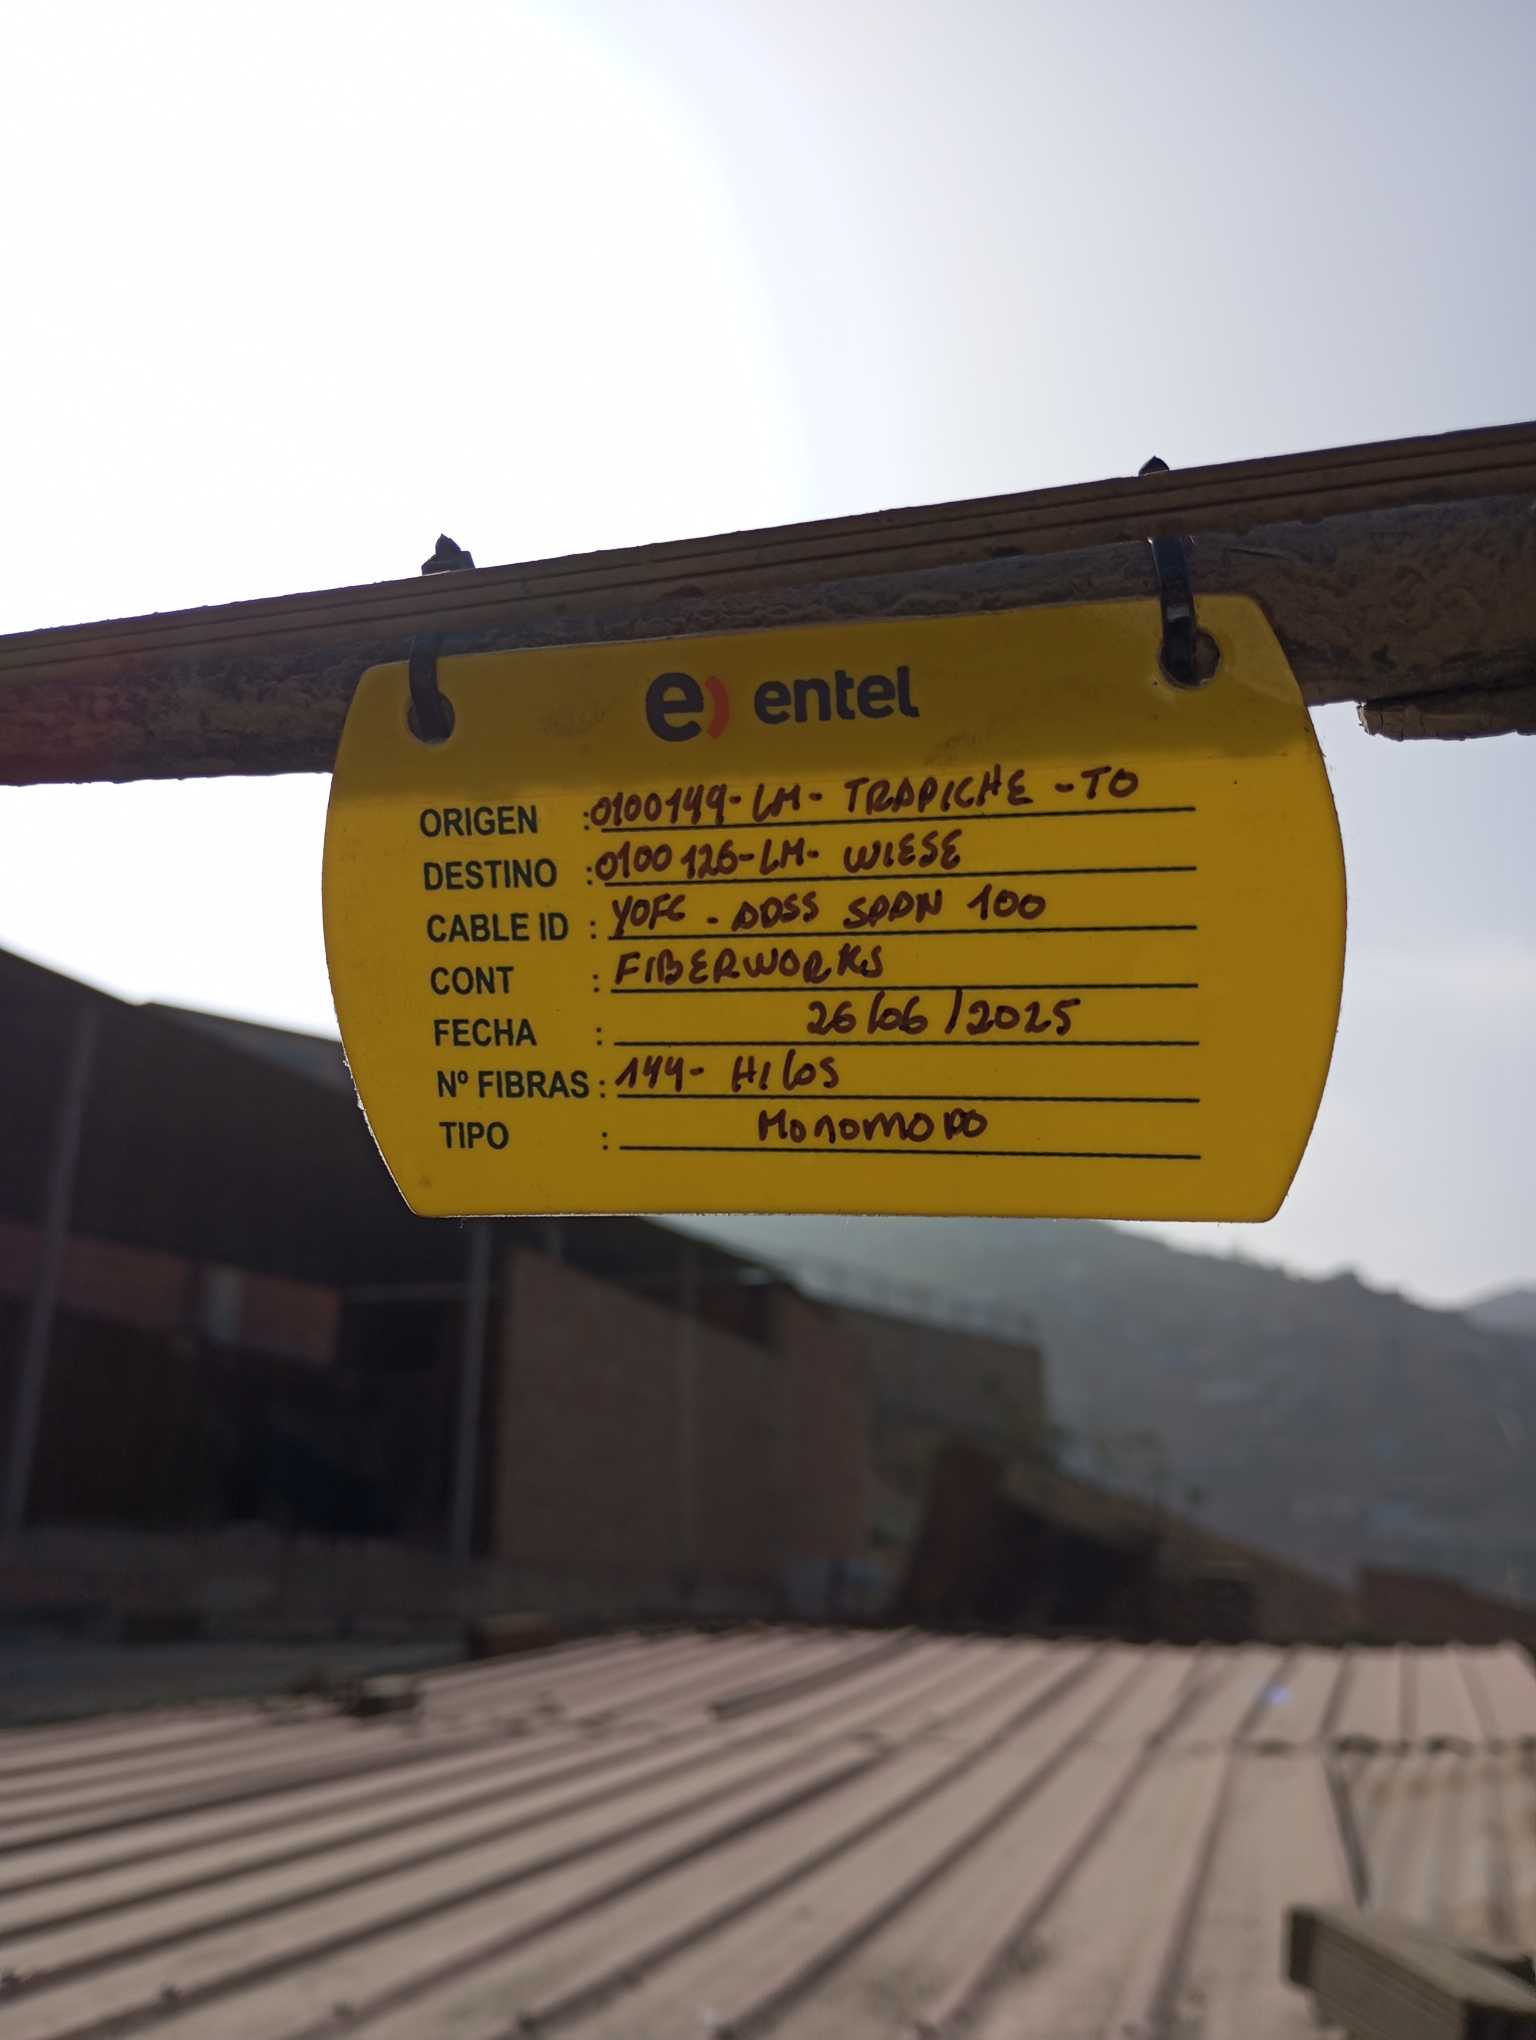 e) entel
ORIGEN : 0100149-LM-TRAPICHE-TO
DESTINO : 0100126-LM-WIESE
CABLE ID : YOFC - ADSS SPAN 100
CONT : FIBERWORKS
FECHA : 26/06/2025
Nº FIBRAS : 144- HILOS
TIPO : MONOMODO